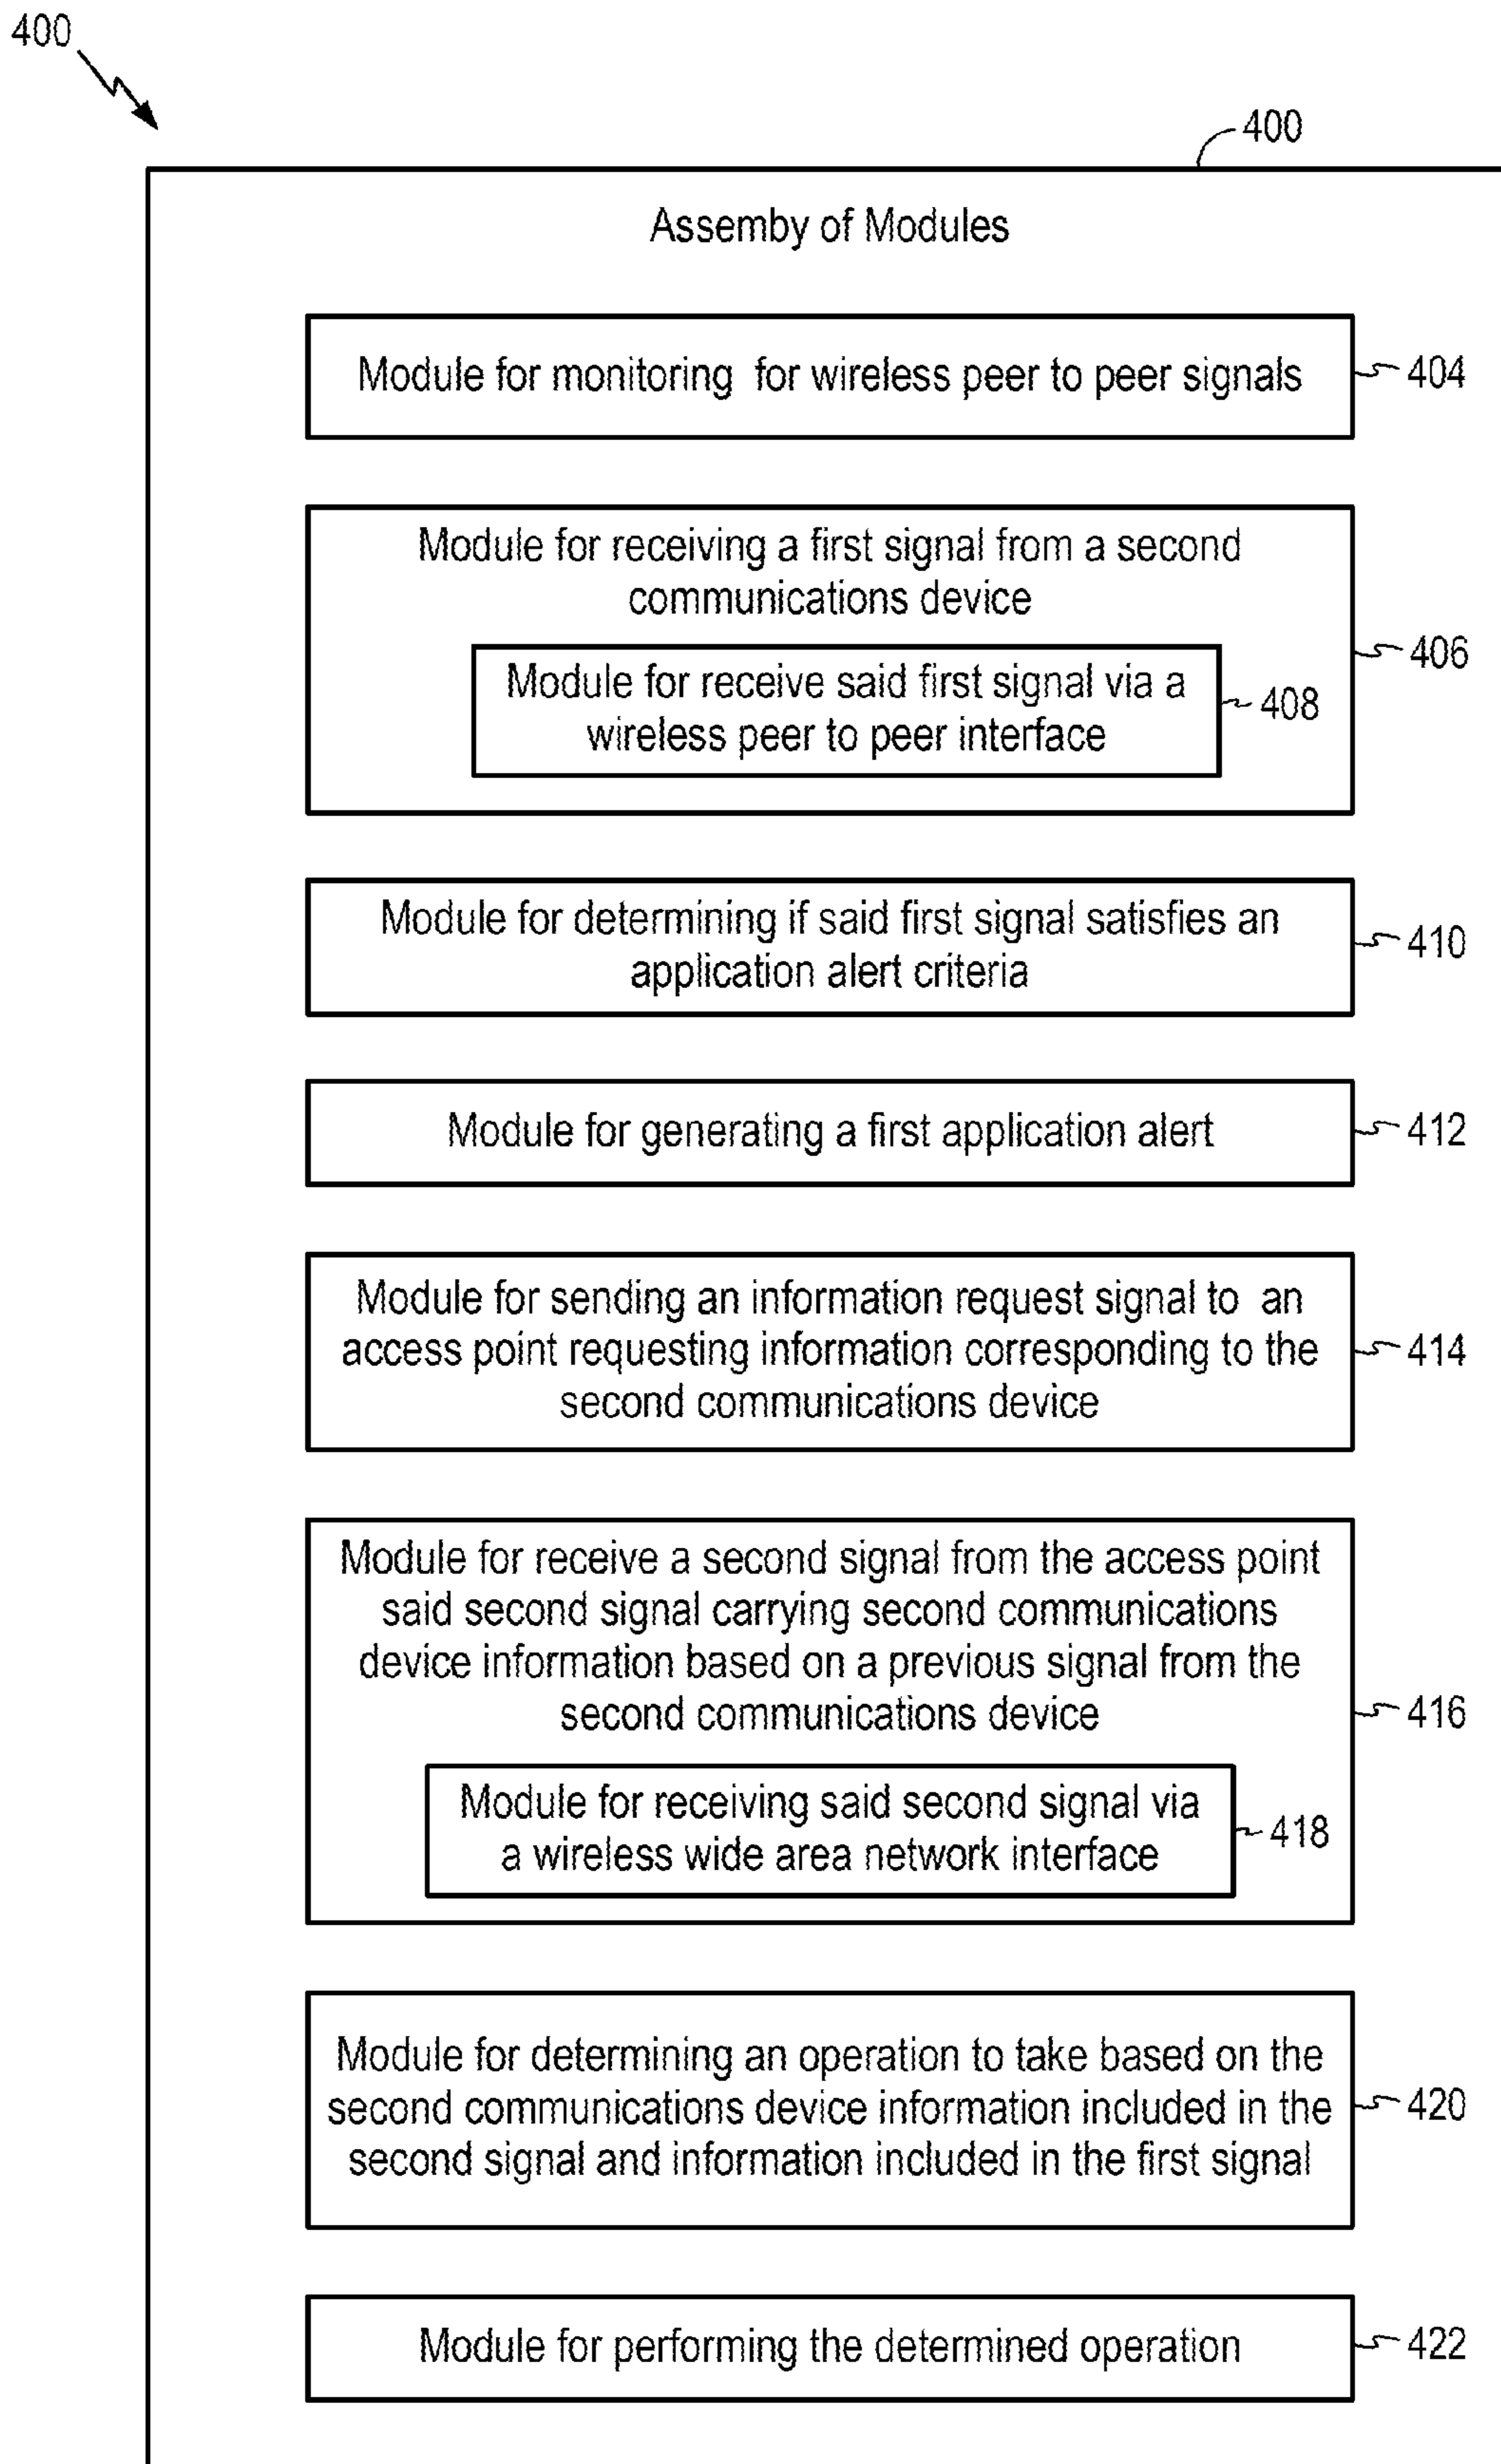 400
400
Assemby of Modules
Module for monitoring for wireless peer to peer signals
404
Module for receiving a first signal from a second
communications device
406
Module for receive said first signal via a
wireless peer to peer interface
408
Module for determining if said first signal satisfies an
application alert criteria
410
Module for generating a first application alert
412
Module for sending an information request signal to an
access point requesting information corresponding to the
second communications device
414
Module for receive a second signal from the access point
said second signal carrying second communications
device information based on a previous signal from the
second communications device
416
Module for receiving said second signal via
a wireless wide area network interface
418
Module for determining an operation to take based on the
second communications device information included in the
second signal and information included in the first signal
420
Module for performing the determined operation
422